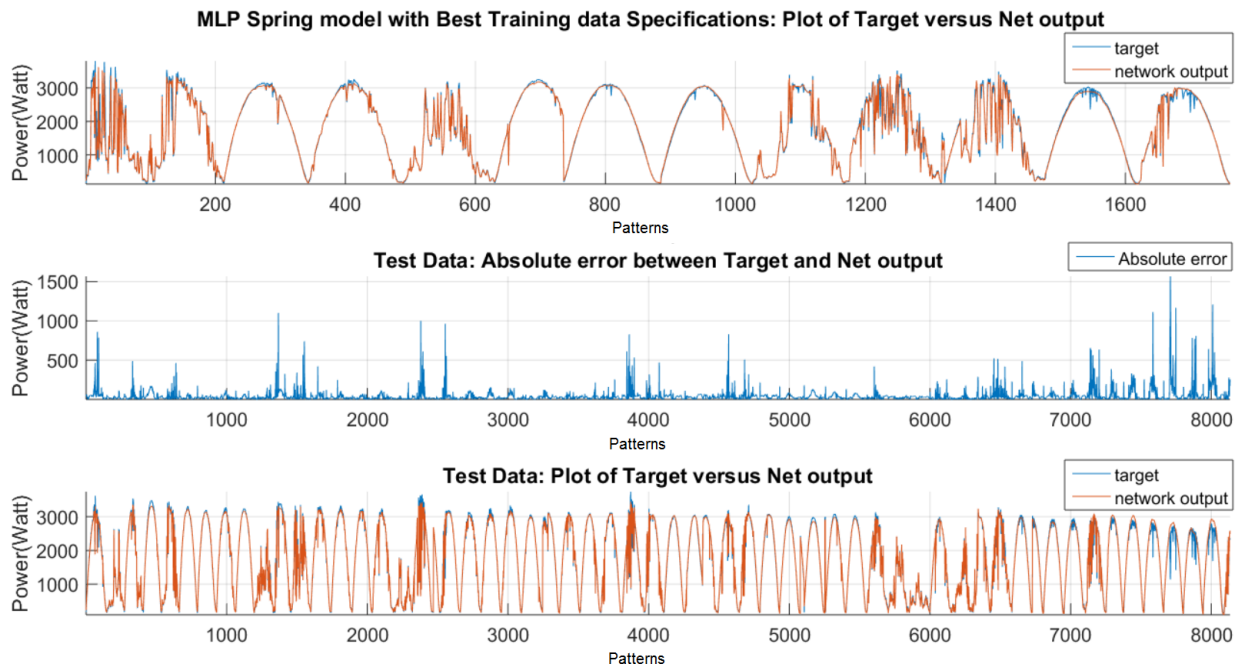 MLP Spring model with Best Training data Specifications: Plot of Target versus Net output
target
network output
Power(Watt)
3000
2000
1000
200 400 600 800 1000 1200 1400 1600
Patterns
Test Data: Absolute error between Target and Net output
Absolute error
Power(Watt)
1500
1000
500
1000 2000 3000 4000 5000 6000 7000 8000
Patterns
Test Data: Plot of Target versus Net output
target
network output
Power(Watt)
3000
2000
1000
1000 2000 3000 4000 5000 6000 7000 8000
Patterns